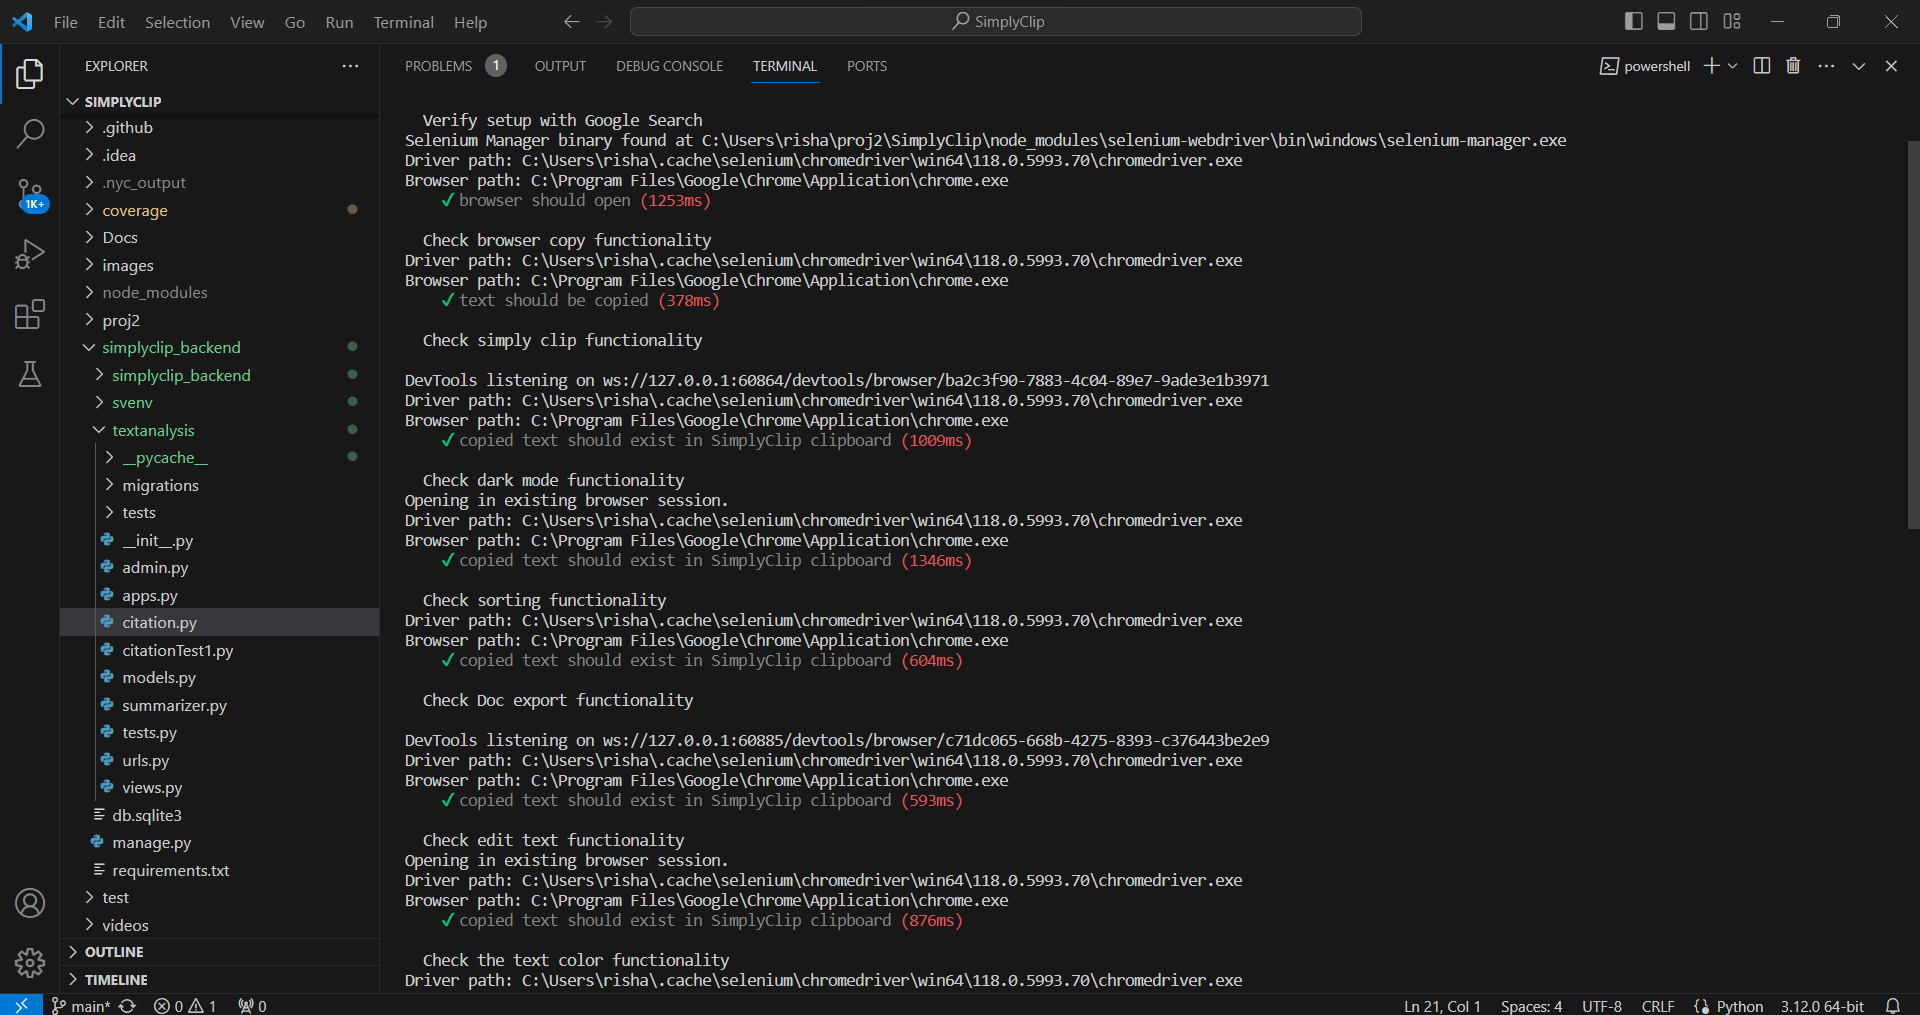 File Edit Selection View Go Run Terminal Help
SimplyClip
EXPLORER
SIMPLYCLIP
.github
.idea
.nyc_output
coverage
Docs
images
node_modules
proj2
simplyclip_backend
simplyclip_backend
svenv
textanalysis
__pycache__
migrations
tests
__init__.py
admin.py
apps.py
citation.py
citationTest1.py
models.py
summarizer.py
tests.py
urls.py
views.py
db.sqlite3
manage.py
requirements.txt
test
videos
OUTLINE
TIMELINE
1K+
PROBLEMS 1 OUTPUT DEBUG CONSOLE TERMINAL PORTS
powershell
Verify setup with Google Search
Selenium Manager binary found at C:\Users\risha\proj2\SimplyClip\node_modules\selenium-webdriver\bin\windows\selenium-manager.exe
Driver path: C:\Users\risha\.cache\selenium\chromedriver\win64\118.0.5993.70\chromedriver.exe
Browser path: C:\Program Files\Google\Chrome\Application\chrome.exe
✓ browser should open (1253ms)
Check browser copy functionality
Driver path: C:\Users\risha\.cache\selenium\chromedriver\win64\118.0.5993.70\chromedriver.exe
Browser path: C:\Program Files\Google\Chrome\Application\chrome.exe
✓ text should be copied (378ms)
Check simply clip functionality
DevTools listening on ws://127.0.0.1:60864/devtools/browser/ba2c3f90-7883-4c04-89e7-9ade3e1b3971
Driver path: C:\Users\risha\.cache\selenium\chromedriver\win64\118.0.5993.70\chromedriver.exe
Browser path: C:\Program Files\Google\Chrome\Application\chrome.exe
✓ copied text should exist in SimplyClip clipboard (1009ms)
Check dark mode functionality
Opening in existing browser session.
Driver path: C:\Users\risha\.cache\selenium\chromedriver\win64\118.0.5993.70\chromedriver.exe
Browser path: C:\Program Files\Google\Chrome\Application\chrome.exe
✓ copied text should exist in SimplyClip clipboard (1346ms)
Check sorting functionality
Driver path: C:\Users\risha\.cache\selenium\chromedriver\win64\118.0.5993.70\chromedriver.exe
Browser path: C:\Program Files\Google\Chrome\Application\chrome.exe
✓ copied text should exist in SimplyClip clipboard (604ms)
Check Doc export functionality
DevTools listening on ws://127.0.0.1:60885/devtools/browser/c71dc065-668b-4275-8393-c376443be2e9
Driver path: C:\Users\risha\.cache\selenium\chromedriver\win64\118.0.5993.70\chromedriver.exe
Browser path: C:\Program Files\Google\Chrome\Application\chrome.exe
✓ copied text should exist in SimplyClip clipboard (593ms)
Check edit text functionality
Opening in existing browser session.
Driver path: C:\Users\risha\.cache\selenium\chromedriver\win64\118.0.5993.70\chromedriver.exe
Browser path: C:\Program Files\Google\Chrome\Application\chrome.exe
✓ copied text should exist in SimplyClip clipboard (876ms)
Check the text color functionality
Driver path: C:\Users\risha\.cache\selenium\chromedriver\win64\118.0.5993.70\chromedriver.exe
main* 0 1 0 Ln 21, Col 1 Spaces: 4 UTF-8 CRLF Python 3.12.0 64-bit